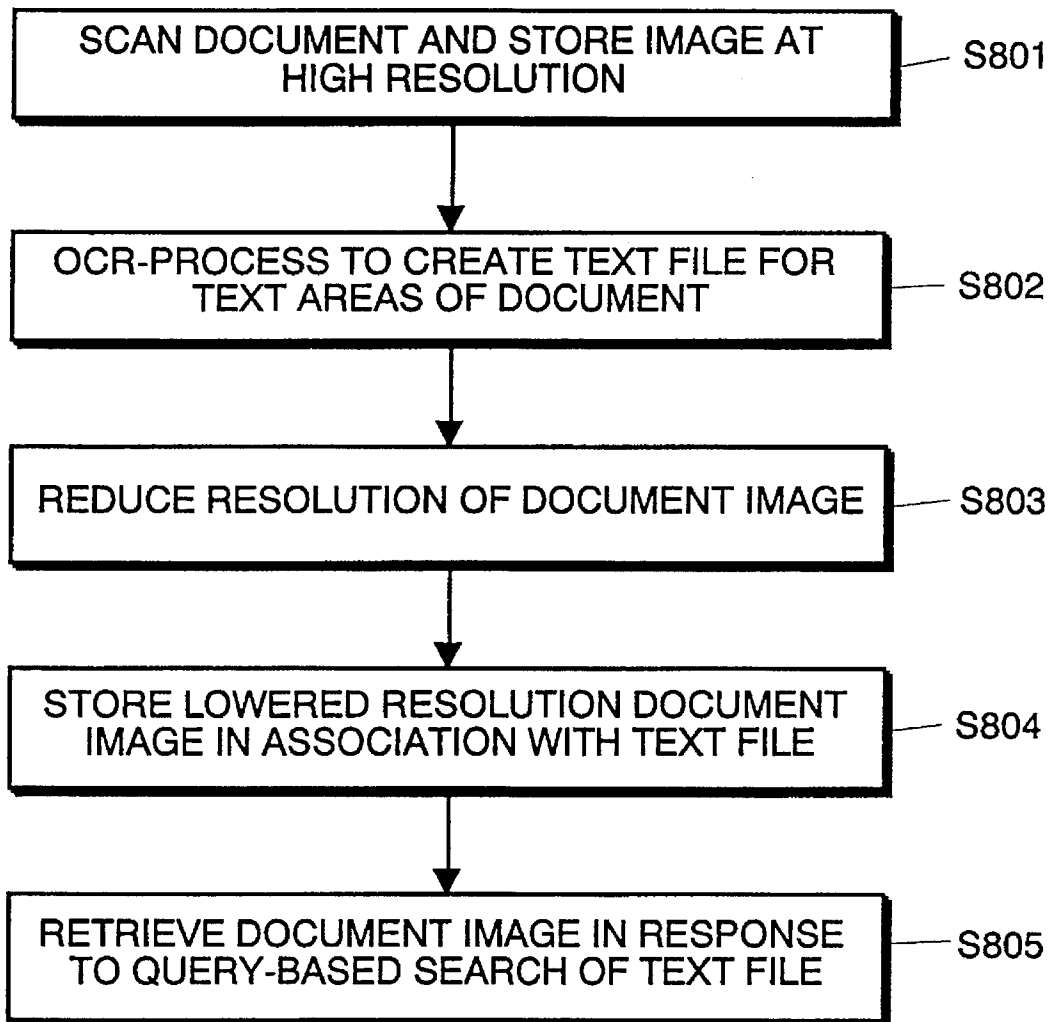 SCAN DOCUMENT AND STORE IMAGE AT
HIGH RESOLUTION
S801
OCR-PROCESS TO CREATE TEXT FILE FOR
TEXT AREAS OF DOCUMENT
S802
REDUCE RESOLUTION OF DOCUMENT IMAGE
S803
STORE LOWERED RESOLUTION DOCUMENT
IMAGE IN ASSOCIATION WITH TEXT FILE
S804
RETRIEVE DOCUMENT IMAGE IN RESPONSE
TO QUERY-BASED SEARCH OF TEXT FILE
S805